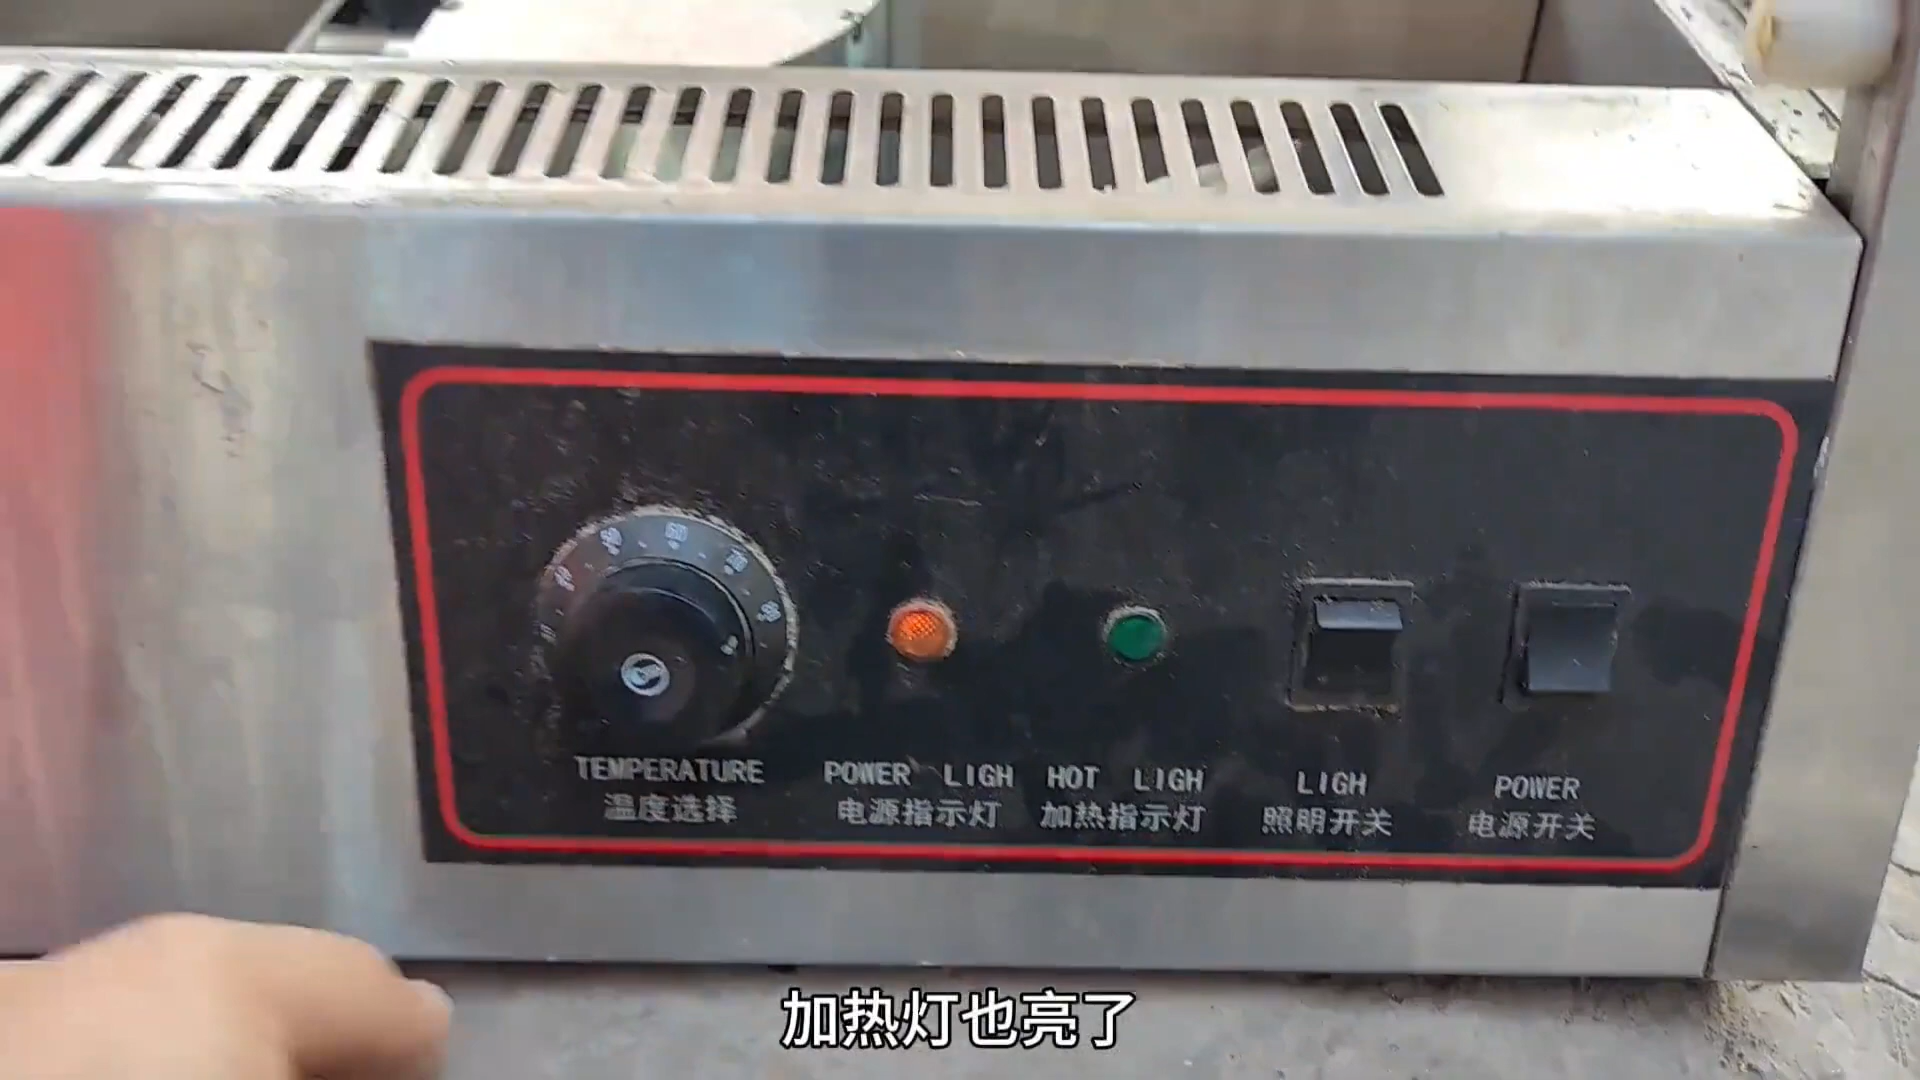 TEMPERATURE
温度选择
POWER LIGH
电源指示灯
HOT LIGH
加热指示灯
LIGH
照明开关
POWER
电源开关
加热灯也亮了